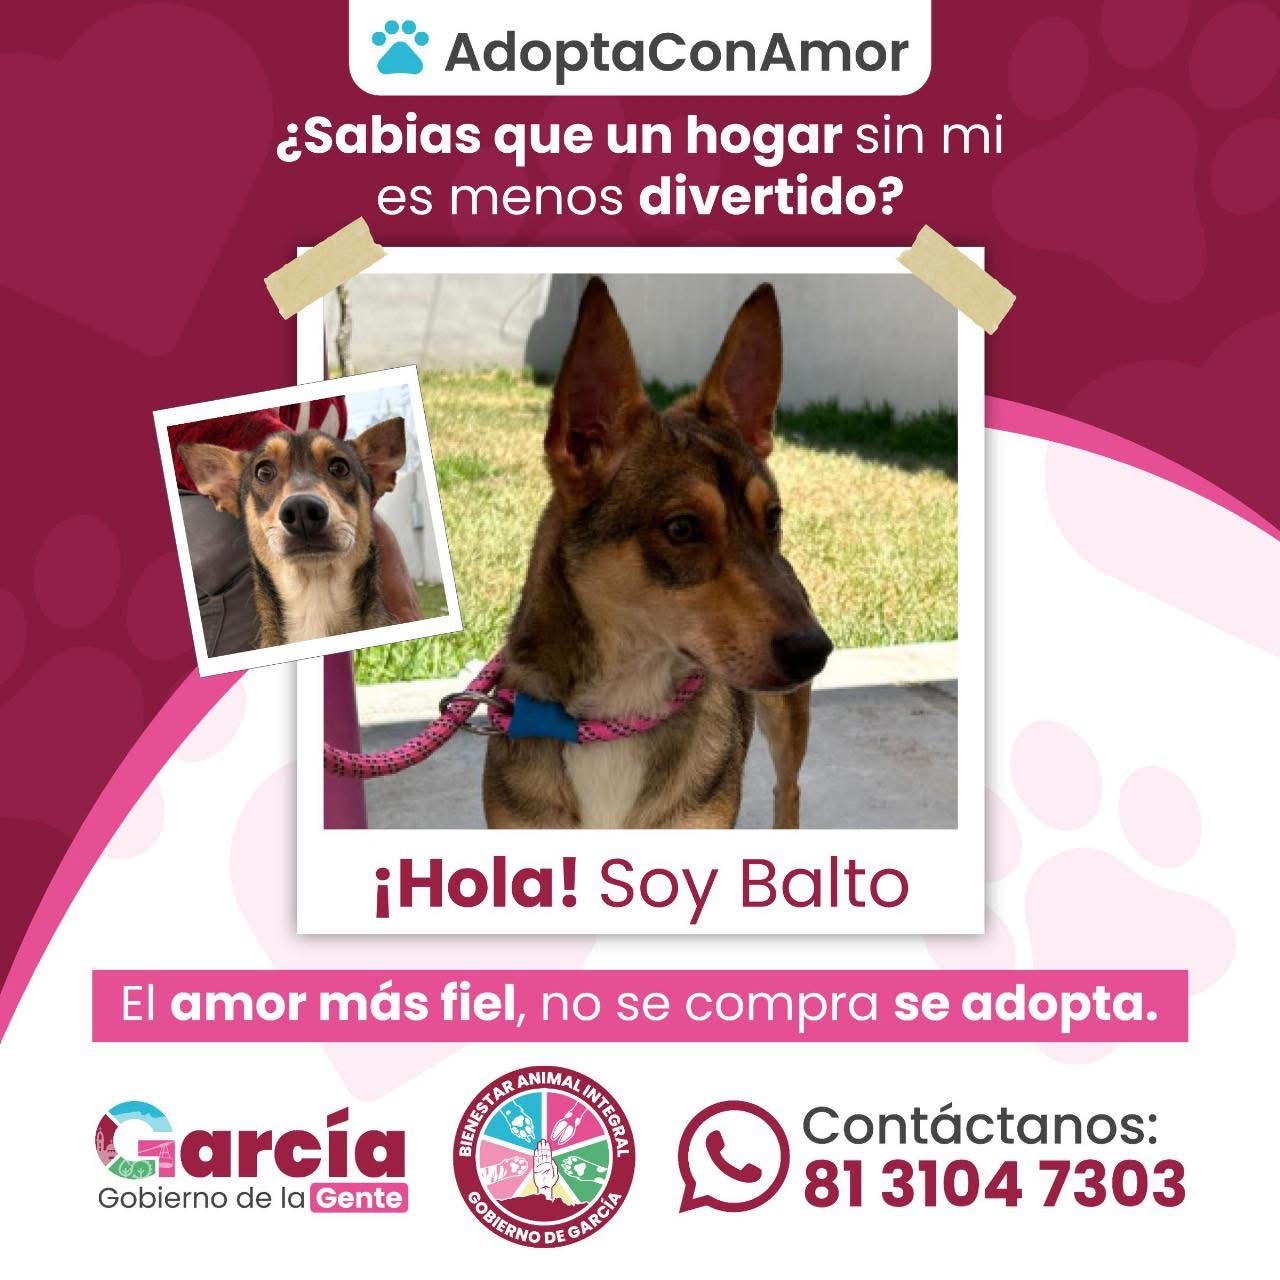 AdoptaConAmor
¿Sabias que un hogar sin mi
es menos divertido?
¡Hola! Soy Balto
El amor más fiel, no se compra se adopta.
García
Gobierno de la Gente
BIENESTAR ANIMAL INTEGRAL
GOBIERNO DE GARCÍA
Contáctanos:
81 3104 7303